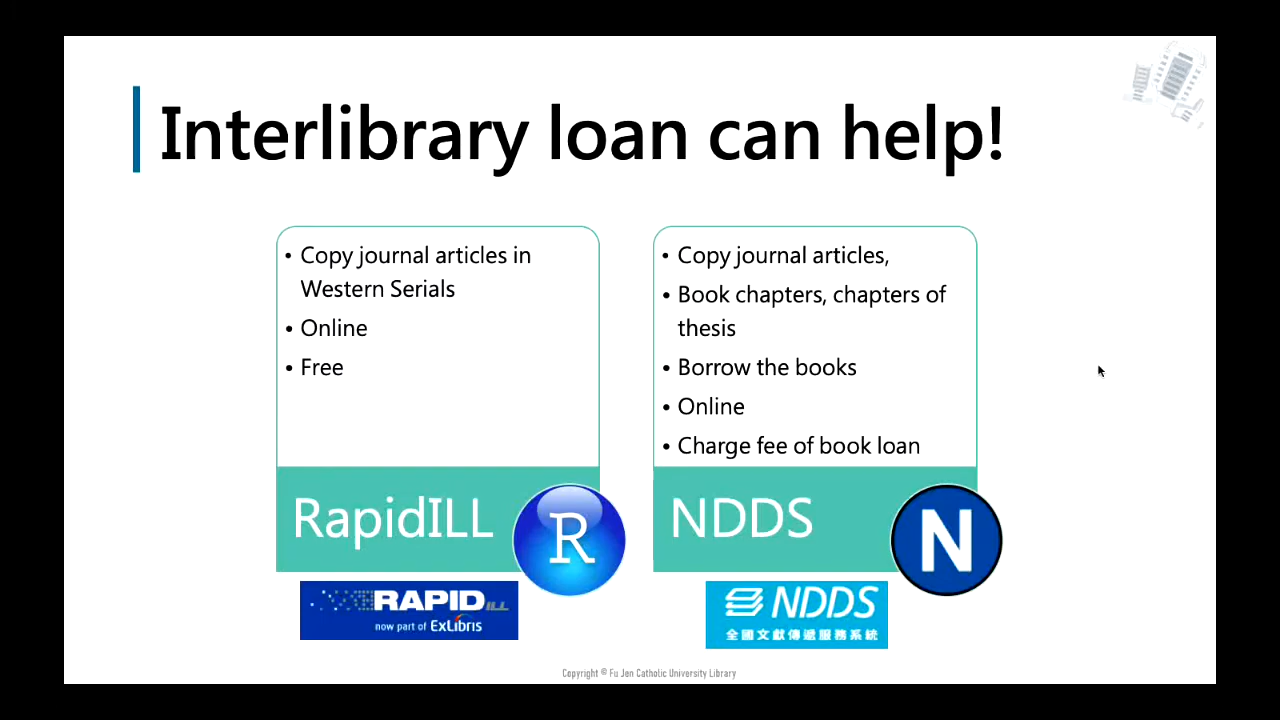 Interlibrary loan can help!
• Copy journal articles in
Western Serials
• Online
• Free
RapidILL
R
RAPID ILL
now part of ExLibris
• Copy journal articles,
• Book chapters, chapters of
thesis
• Borrow the books
• Online
• Charge fee of book loan
NDDS
N
NDDS
全國文獻傳遞服務系統
Copyright © Fu Jen Catholic University Library